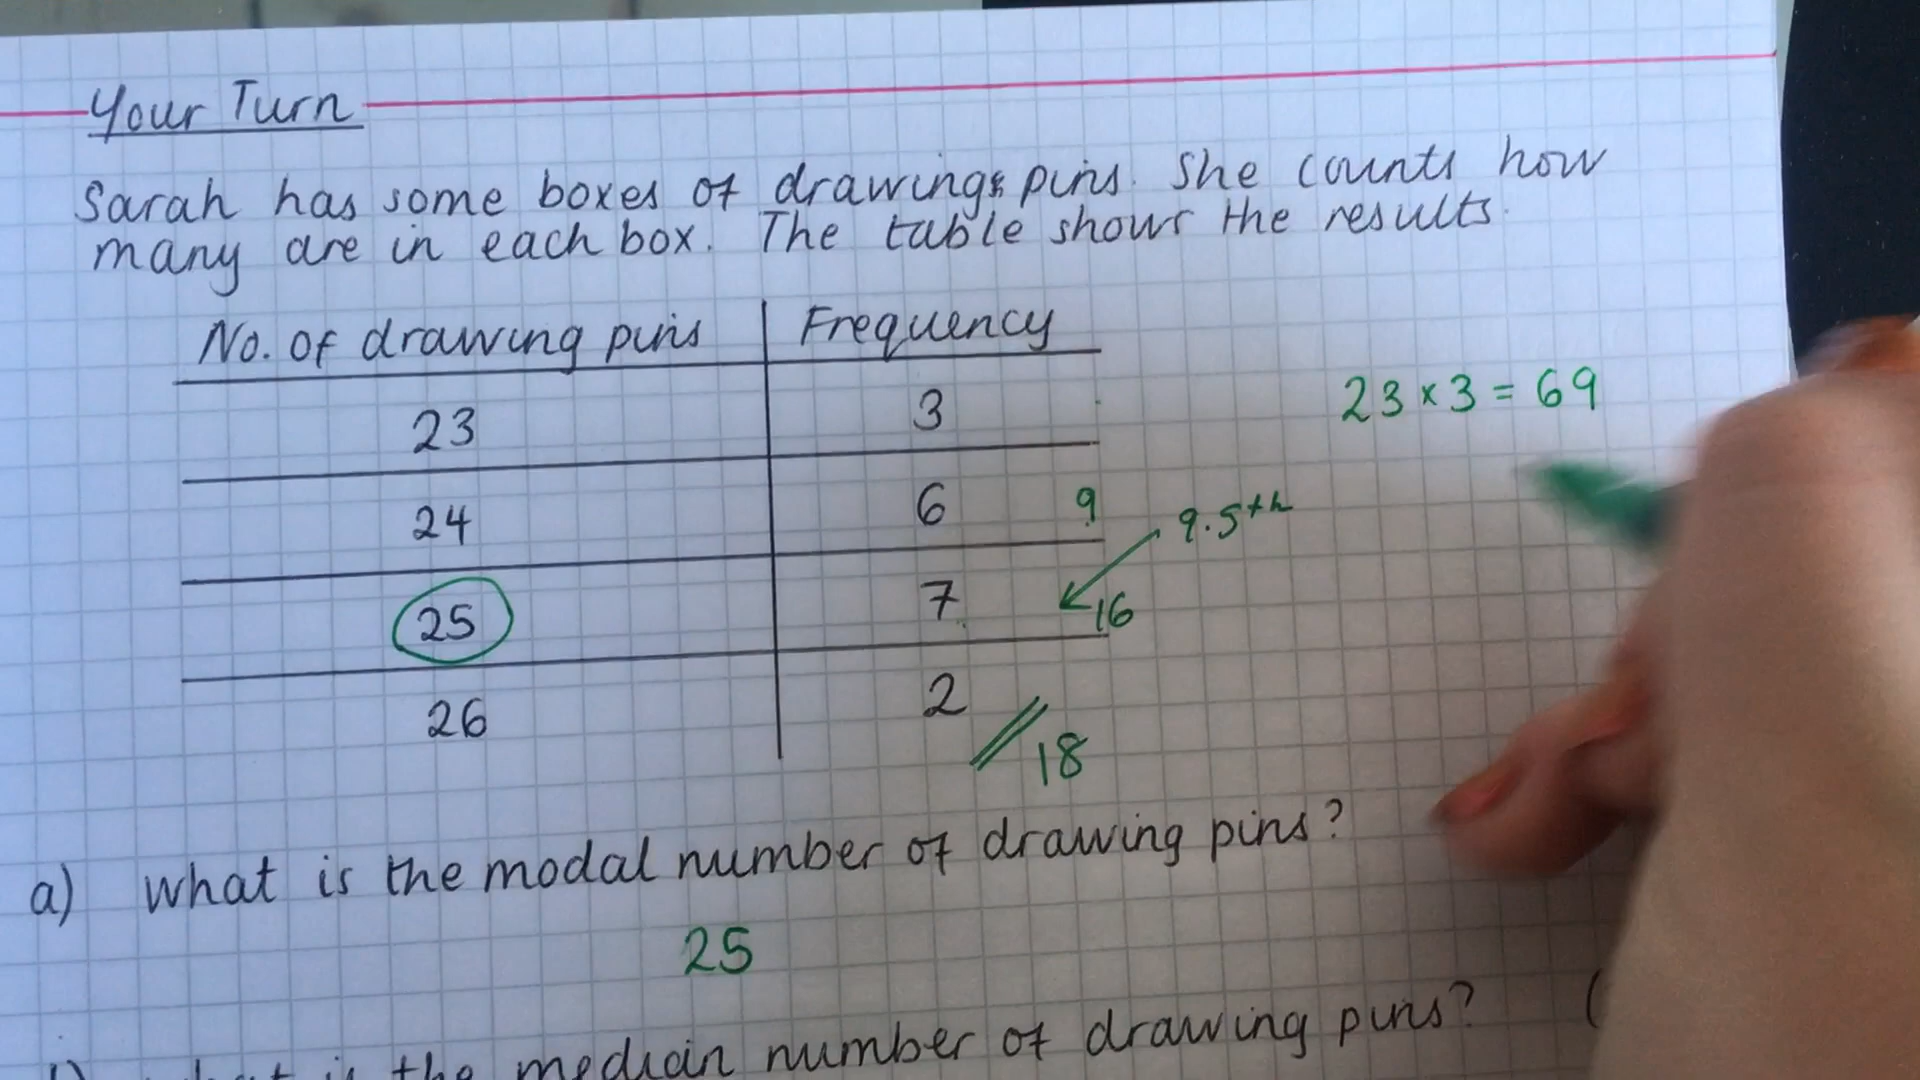 Your Turn
Sarah has some boxes of drawings pins. She counts how
many are in each box. The table shows the results.
No. of drawing pins Frequency
23 3 23 × 3 = 69
24 6 9 9.5th
25 7 16
26 2 18
a) What is the modal number of drawing pins?
25
is the median number of drawing pins? (